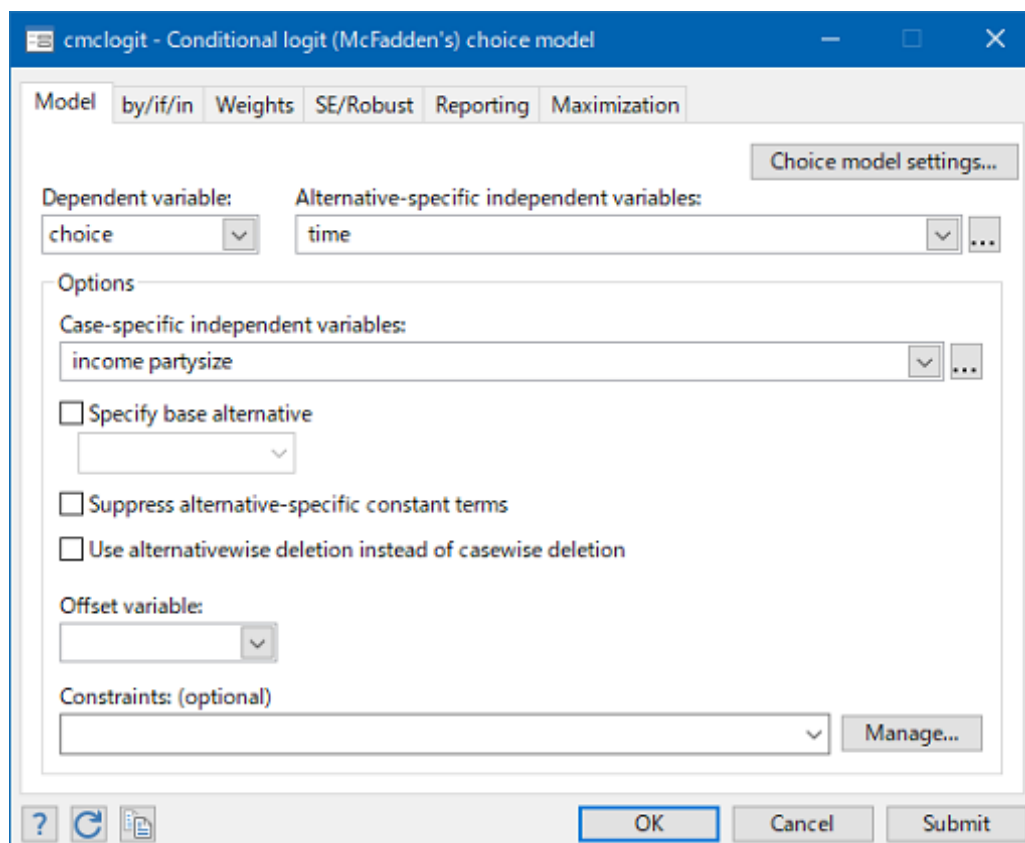 cmclogit - Conditional logit (McFadden's) choice model
Model by/if/in Weights SE/Robust Reporting Maximization
Choice model settings...
Dependent variable: Alternative-specific independent variables:
choice time ...
Options
Case-specific independent variables:
income partysize ...
Specify base alternative
Suppress alternative-specific constant terms
Use alternativewise deletion instead of casewise deletion
Offset variable:
Constraints: (optional)
Manage...
? OK Cancel Submit